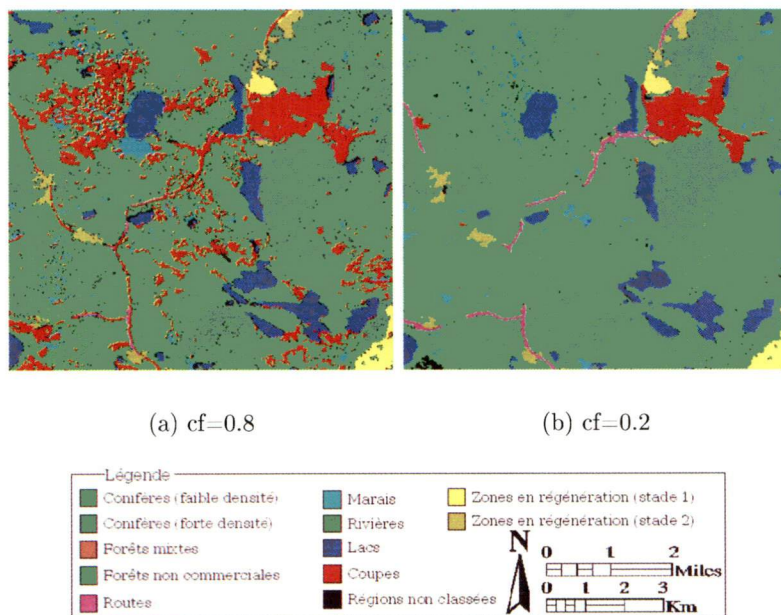 (a) cf=0.8
(b) cf=0.2
Légende
Conifères (faible densité)
Conifères (forte densité)
Forêts mixtes
Forêts non commerciales
Routes
Marais
Rivières
Lacs
Coupes
Régions non classées
Zones en régénération (stade 1)
Zones en régénération (stade 2)
N
0 1 2
Miles
0 1 2 3
Km